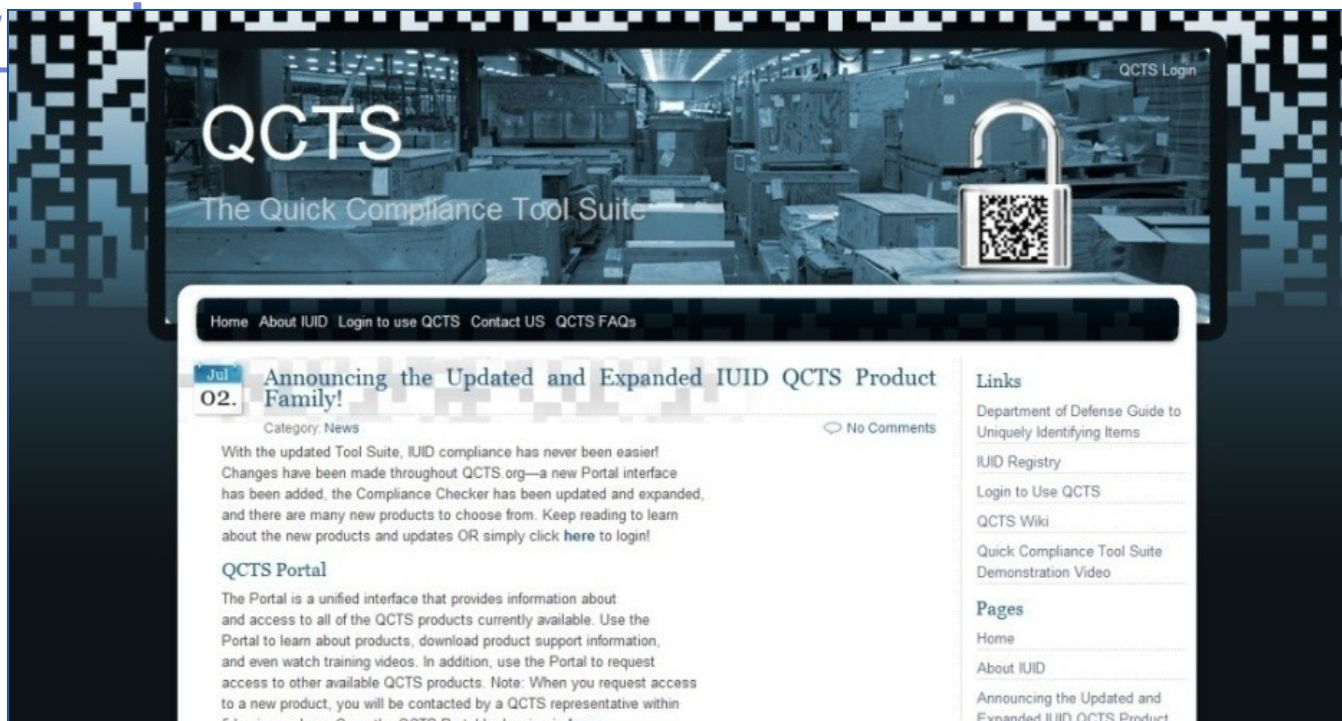 QCTS Login
QCTS
The Quick Compliance Tool Suite
Home About IUID Login to use QCTS Contact US QCTS FAQs
Jul
02.
Announcing the Updated and Expanded IUID QCTS Product
Family!
Category: News
No Comments
With the updated Tool Suite, IUID compliance has never been easier!
Changes have been made throughout QCTS.org—a new Portal interface
has been added, the Compliance Checker has been updated and expanded,
and there are many new products to choose from. Keep reading to learn
about the new products and updates OR simply click here to login!
QCTS Portal
The Portal is a unified interface that provides information about
and access to all of the QCTS products currently available. Use the
Portal to learn about products, download product support information,
and even watch training videos. In addition, use the Portal to request
access to other available QCTS products. Note: When you request access
to a new product, you will be contacted by a QCTS representative within
Links
Department of Defense Guide to
Uniquely Identifying Items
IUID Registry
Login to Use QCTS
QCTS Wiki
Quick Compliance Tool Suite
Demonstration Video
Pages
Home
About IUID
Announcing the Updated and
Expanded IUID QCTS Product